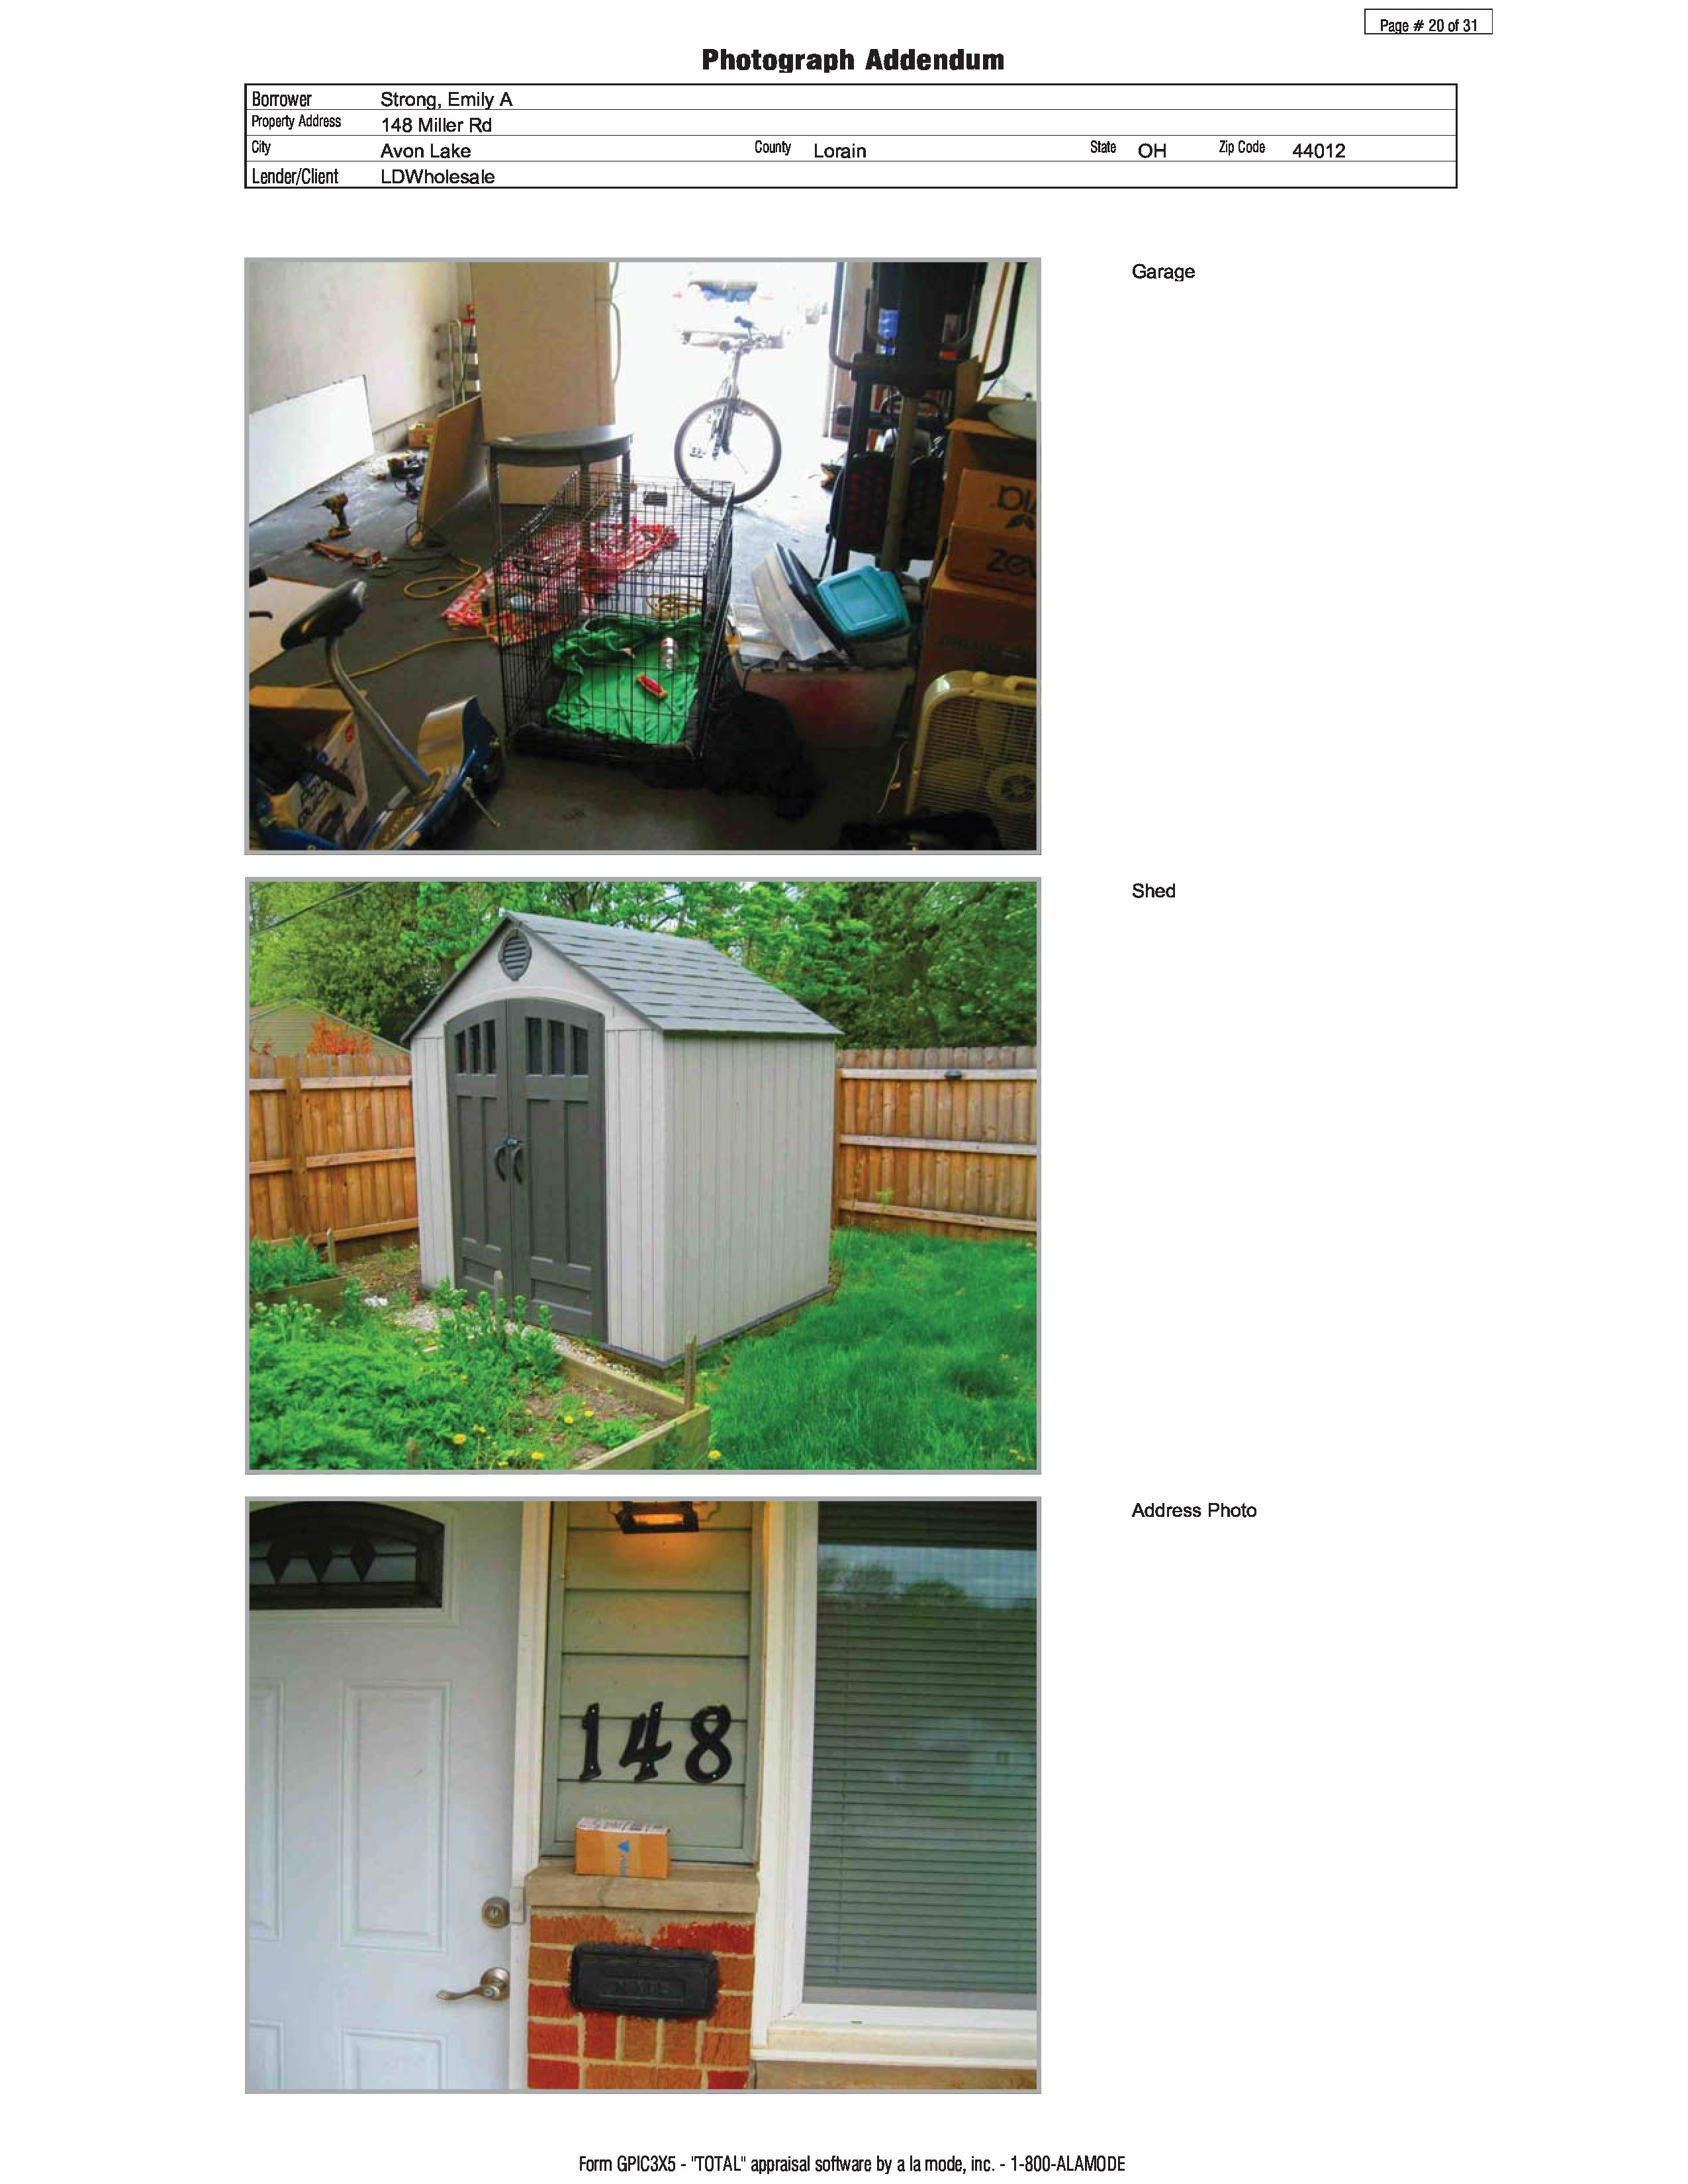 Page # 20 of 31
Photograph Addendum
Borrower Strong, Emily A
Property Address 148 Miller Rd
City Avon Lake County Lorain State OH Zip Code 44012
Lender/Client LDWholesale
Garage
Shed
Address Photo
148
Form GPIC3X5 - "TOTAL" appraisal software by a la mode, inc. - 1-800-ALAMODE